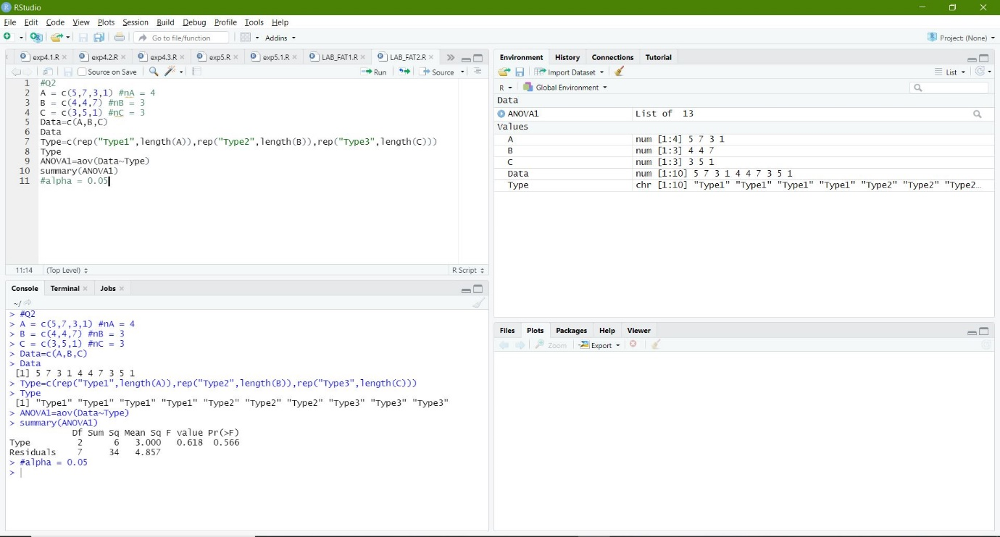 RStudio
File Edit Code View Plots Session Build Debug Profile Tools Help
Go to file/function Addins Project: (None)
exp4.1.R exp4.2.R exp4.3.R exp5.R exp5.1.R LAB_FAT1.R LAB_FAT2.R
Source on Save Run Source
1 #Q2
2 A = c(5,7,3,1) #nA = 4
3 B = c(4,4,7) #nB = 3
4 C = c(3,5,1) #nC = 3
5 Data=c(A,B,C)
6 Data
7 Type=c(rep("Type1",length(A)),rep("Type2",length(B)),rep("Type3",length(C)))
8 Type
9 ANOVA1=aov(Data~Type)
10 summary(ANOVA1)
11 #alpha = 0.05
11:14 (Top Level) R Script
Console Terminal Jobs
~/
> #Q2
> A = c(5,7,3,1) #nA = 4
> B = c(4,4,7) #nB = 3
> C = c(3,5,1) #nC = 3
> Data=c(A,B,C)
> Data
[1] 5 7 3 1 4 4 7 3 5 1
> Type=c(rep("Type1",length(A)),rep("Type2",length(B)),rep("Type3",length(C)))
> Type
[1] "Type1" "Type1" "Type1" "Type1" "Type2" "Type2" "Type2" "Type3" "Type3" "Type3"
> ANOVA1=aov(Data~Type)
> summary(ANOVA1)
Df Sum Sq Mean Sq F value Pr(>F)
Type 2 6 3.000 0.618 0.566
Residuals 7 34 4.857
> #alpha = 0.05
>
Environment History Connections Tutorial
Import Dataset List
R Global Environment
Data
ANOVA1 List of 13
Values
A num [1:4] 5 7 3 1
B num [1:3] 4 4 7
C num [1:3] 3 5 1
Data num [1:10] 5 7 3 1 4 4 7 3 5 1
Type chr [1:10] "Type1" "Type1" "Type1" "Type1" "Type2" "Type2" "Type2...
Files Plots Packages Help Viewer
Zoom Export